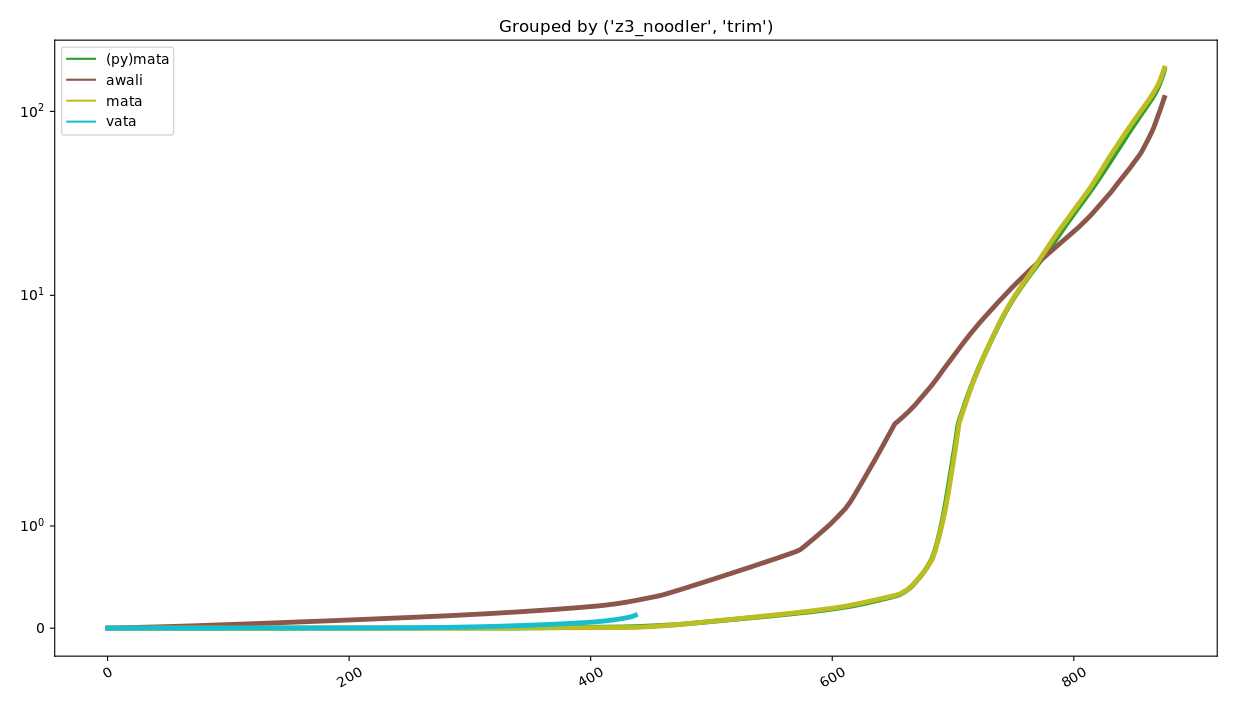 Grouped by ('z3_noodler', 'trim')
(py)mata
awali
mata
vata
10²
10¹
10⁰
0
0
200
400
600
800